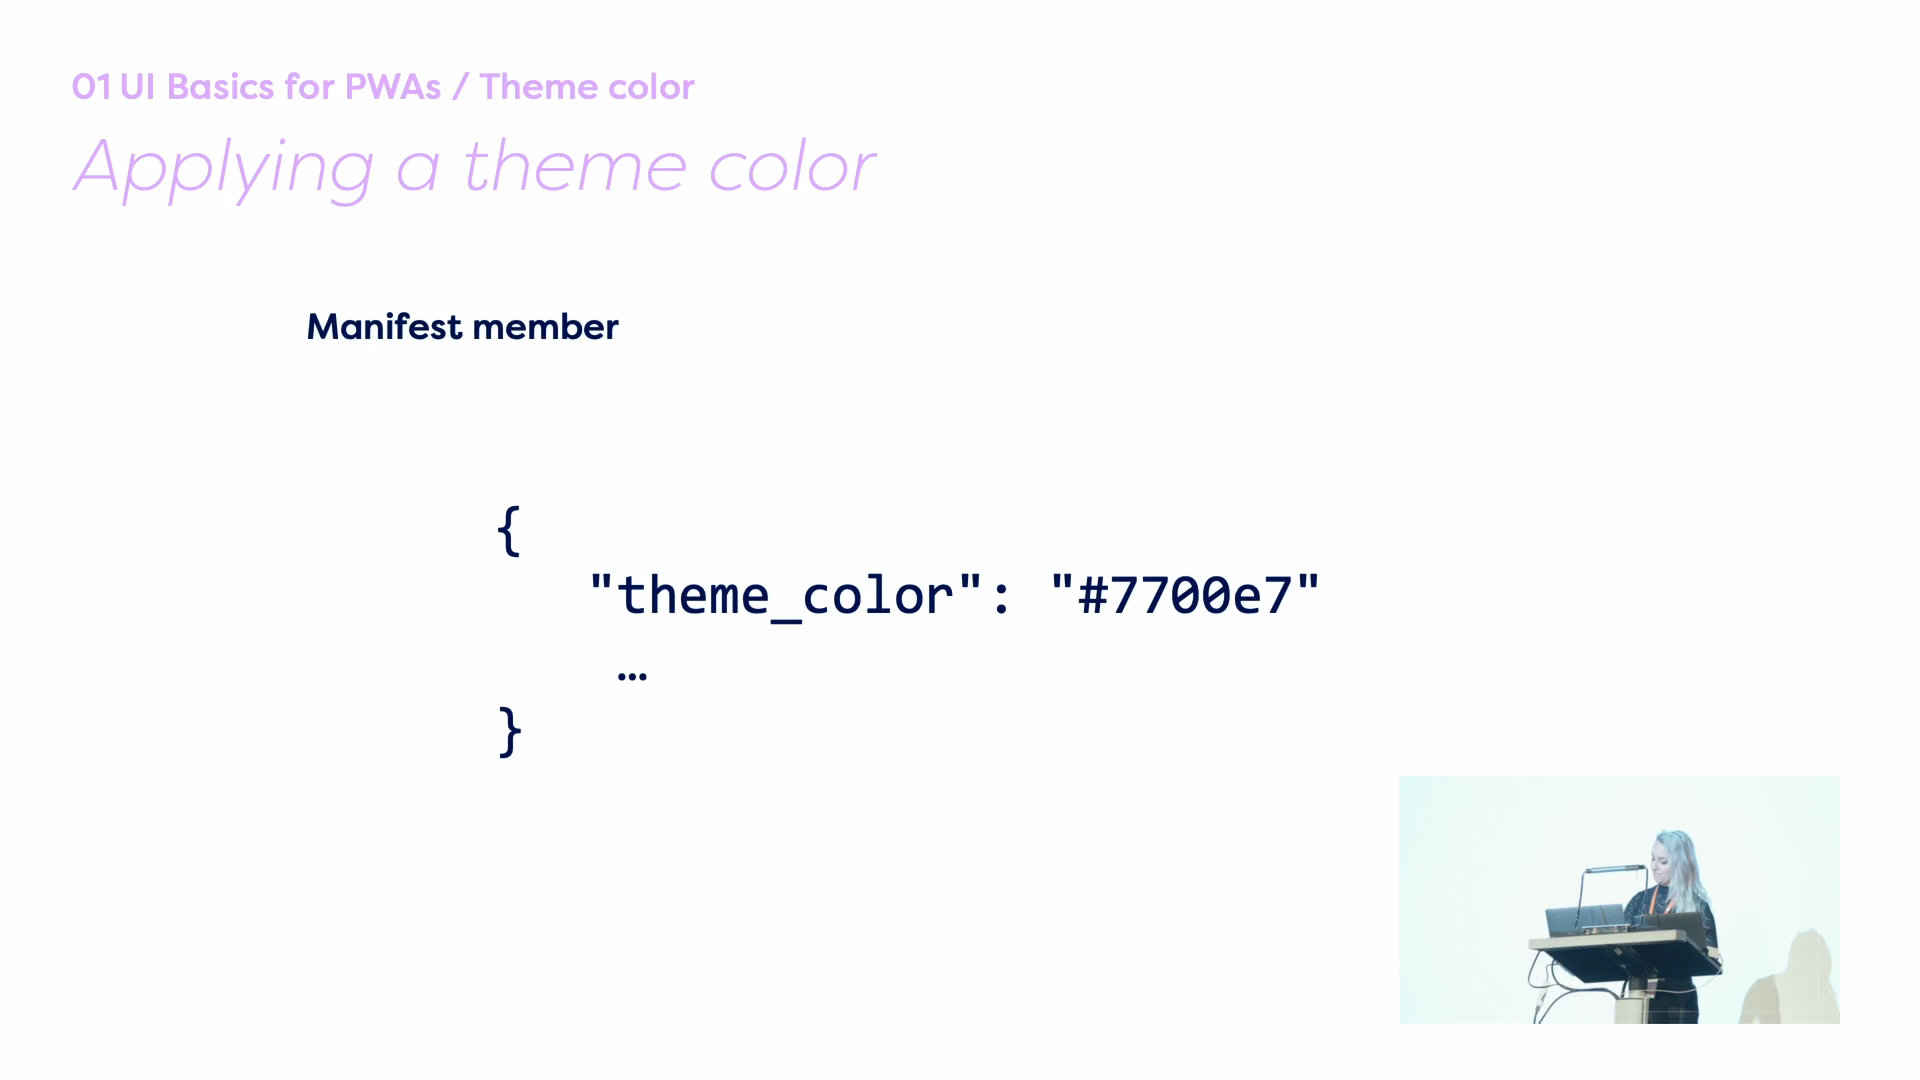 01 UI Basics for PWAs / Theme color
Applying a theme color
Manifest member
{
"theme_color": "#7700e7"
…
}